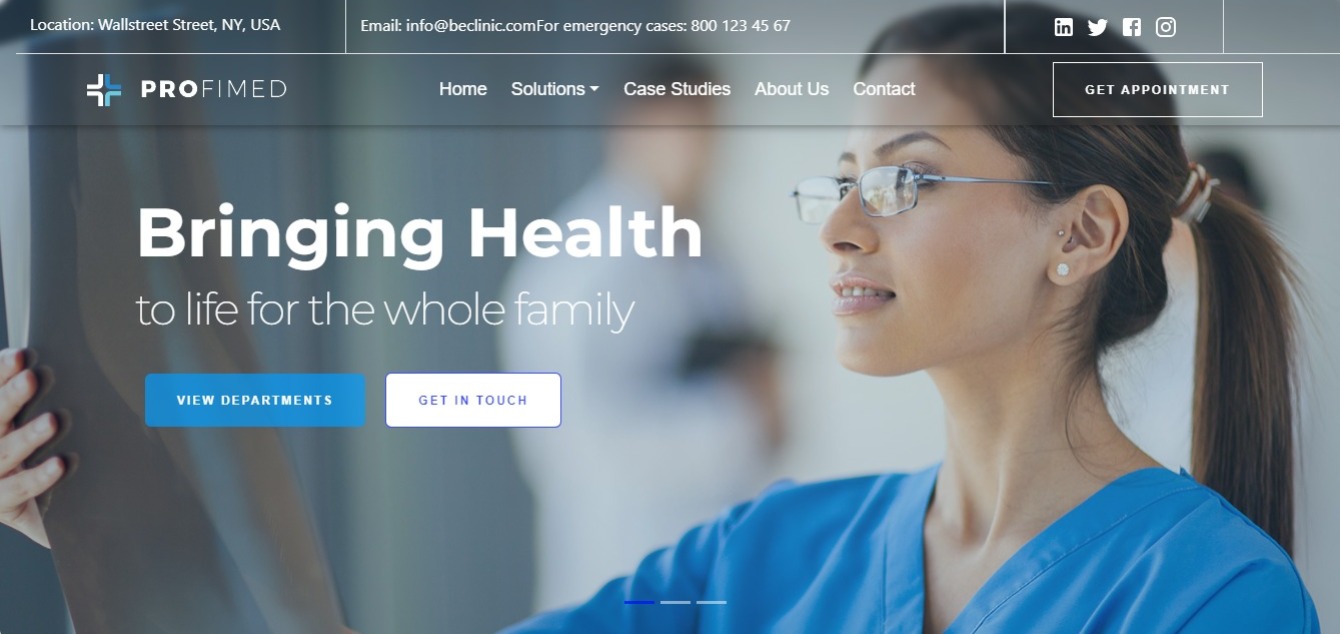 Location: Wallstreet Street, NY, USA
Email: info@beclinic.comFor emergency cases: 800 123 45 67
PROFIMED
Home Solutions Case Studies About Us Contact
GET APPOINTMENT
Bringing Health
to life for the whole family
VIEW DEPARTMENTS GET IN TOUCH